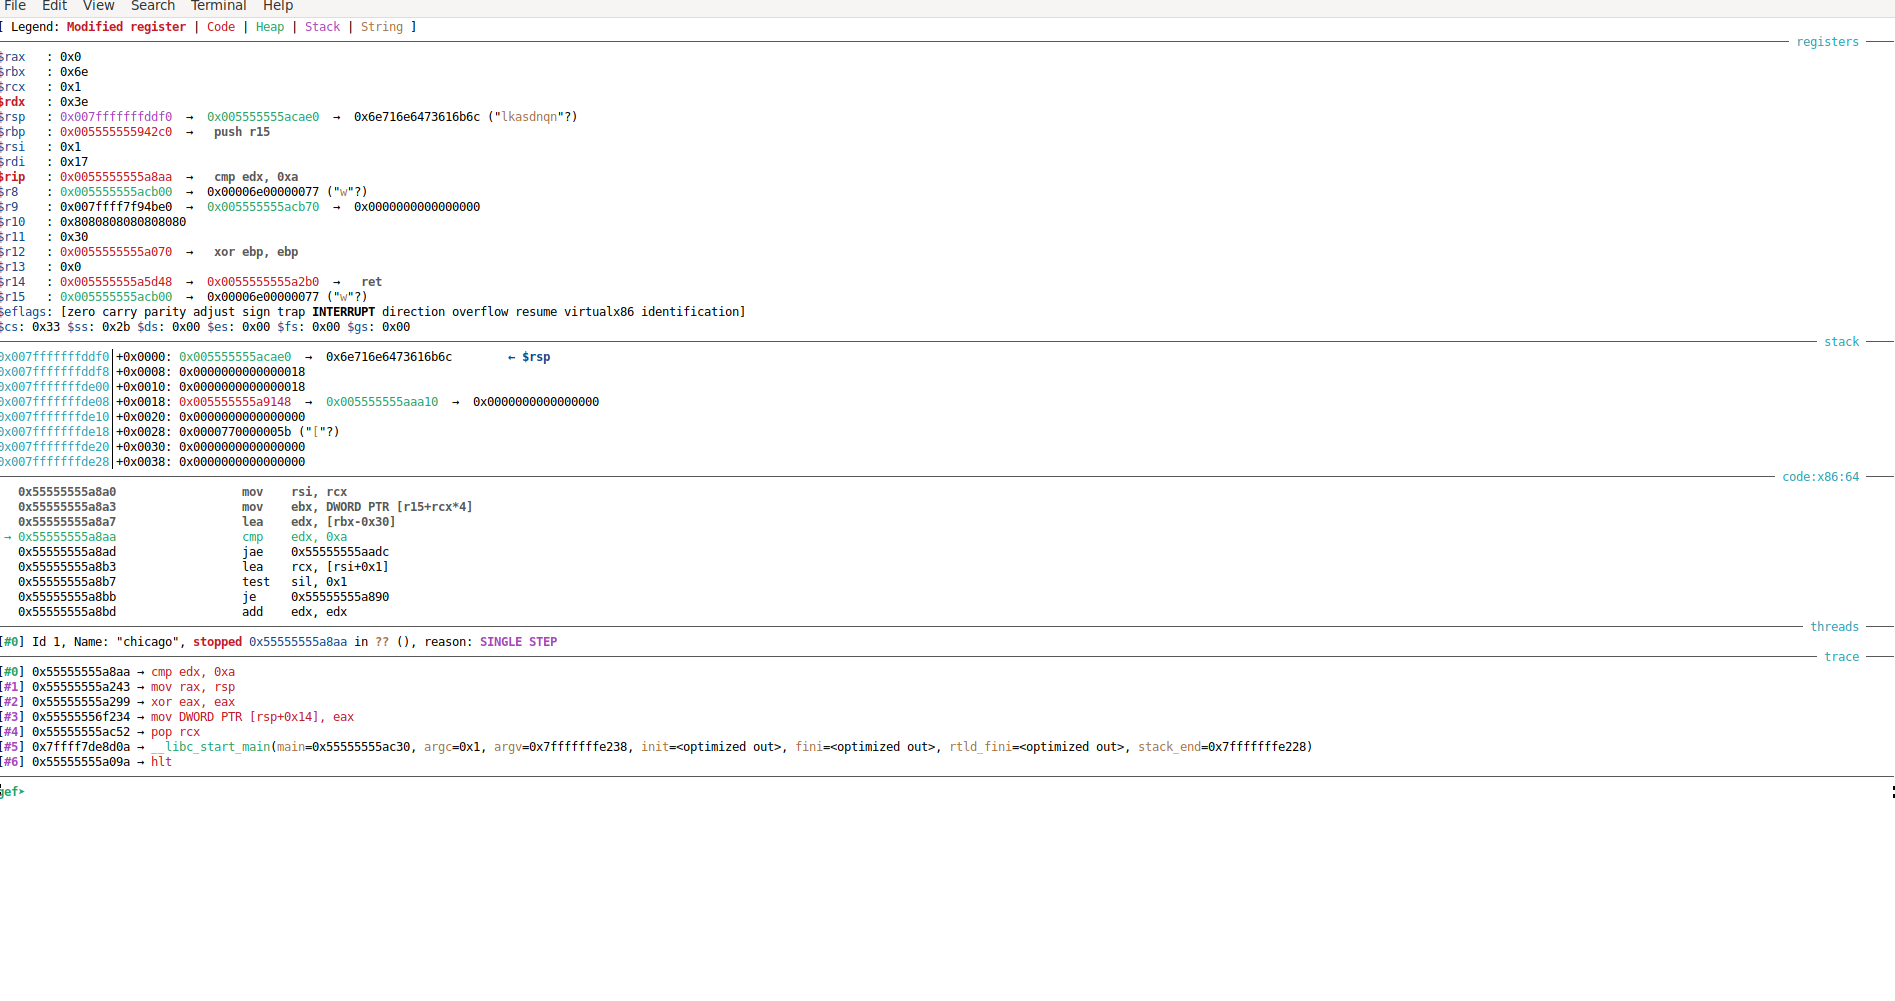 File Edit View Search Terminal Help
[ Legend: Modified register | Code | Heap | Stack | String ]
registers
$rax : 0x0
$rbx : 0x6e
$rcx : 0x1
$rdx : 0x3e
$rsp : 0x007fffffffddf0 → 0x005555555acae0 → 0x6e716e6473616b6c ("lkasdnqn"?)
$rbp : 0x005555555942c0 → push r15
$rsi : 0x1
$rdi : 0x17
$rip : 0x0055555555a8aa → cmp edx, 0xa
$r8 : 0x005555555acb00 → 0x00006e00000077 ("w"?)
$r9 : 0x007ffff7f94be0 → 0x005555555acb70 → 0x0000000000000000
$r10 : 0x8080808080808080
$r11 : 0x30
$r12 : 0x0055555555a070 → xor ebp, ebp
$r13 : 0x0
$r14 : 0x005555555a5d48 → 0x0055555555a2b0 → ret
$r15 : 0x005555555acb00 → 0x00006e00000077 ("w"?)
$eflags: [zero carry parity adjust sign trap INTERRUPT direction overflow resume virtualx86 identification]
$cs: 0x33 $ss: 0x2b $ds: 0x00 $es: 0x00 $fs: 0x00 $gs: 0x00
stack
0x007fffffffddf0│+0x0000: 0x005555555acae0 → 0x6e716e6473616b6c ← $rsp
0x007fffffffddf8│+0x0008: 0x0000000000000018
0x007fffffffde00│+0x0010: 0x0000000000000018
0x007fffffffde08│+0x0018: 0x005555555a9148 → 0x005555555aaa10 → 0x0000000000000000
0x007fffffffde10│+0x0020: 0x0000000000000000
0x007fffffffde18│+0x0028: 0x0000770000005b ("["?)
0x007fffffffde20│+0x0030: 0x0000000000000000
0x007fffffffde28│+0x0038: 0x0000000000000000
code:x86:64
0x55555555a8a0 mov rsi, rcx
0x55555555a8a3 mov ebx, DWORD PTR [r15+rcx*4]
0x55555555a8a7 lea edx, [rbx-0x30]
→ 0x55555555a8aa cmp edx, 0xa
0x55555555a8ad jae 0x55555555aadc
0x55555555a8b3 lea rcx, [rsi+0x1]
0x55555555a8b7 test sil, 0x1
0x55555555a8bb je 0x55555555a890
0x55555555a8bd add edx, edx
threads
[#0] Id 1, Name: "chicago", stopped 0x55555555a8aa in ?? (), reason: SINGLE STEP
trace
[#0] 0x55555555a8aa → cmp edx, 0xa
[#1] 0x55555555a243 → mov rax, rsp
[#2] 0x55555555a299 → xor eax, eax
[#3] 0x55555556f234 → mov DWORD PTR [rsp+0x14], eax
[#4] 0x55555555ac52 → pop rcx
[#5] 0x7ffff7de8d0a → __libc_start_main(main=0x55555555ac30, argc=0x1, argv=0x7fffffffe238, init=<optimized out>, fini=<optimized out>, rtld_fini=<optimized out>, stack_end=0x7fffffffe228)
[#6] 0x55555555a09a → hlt
gef➤